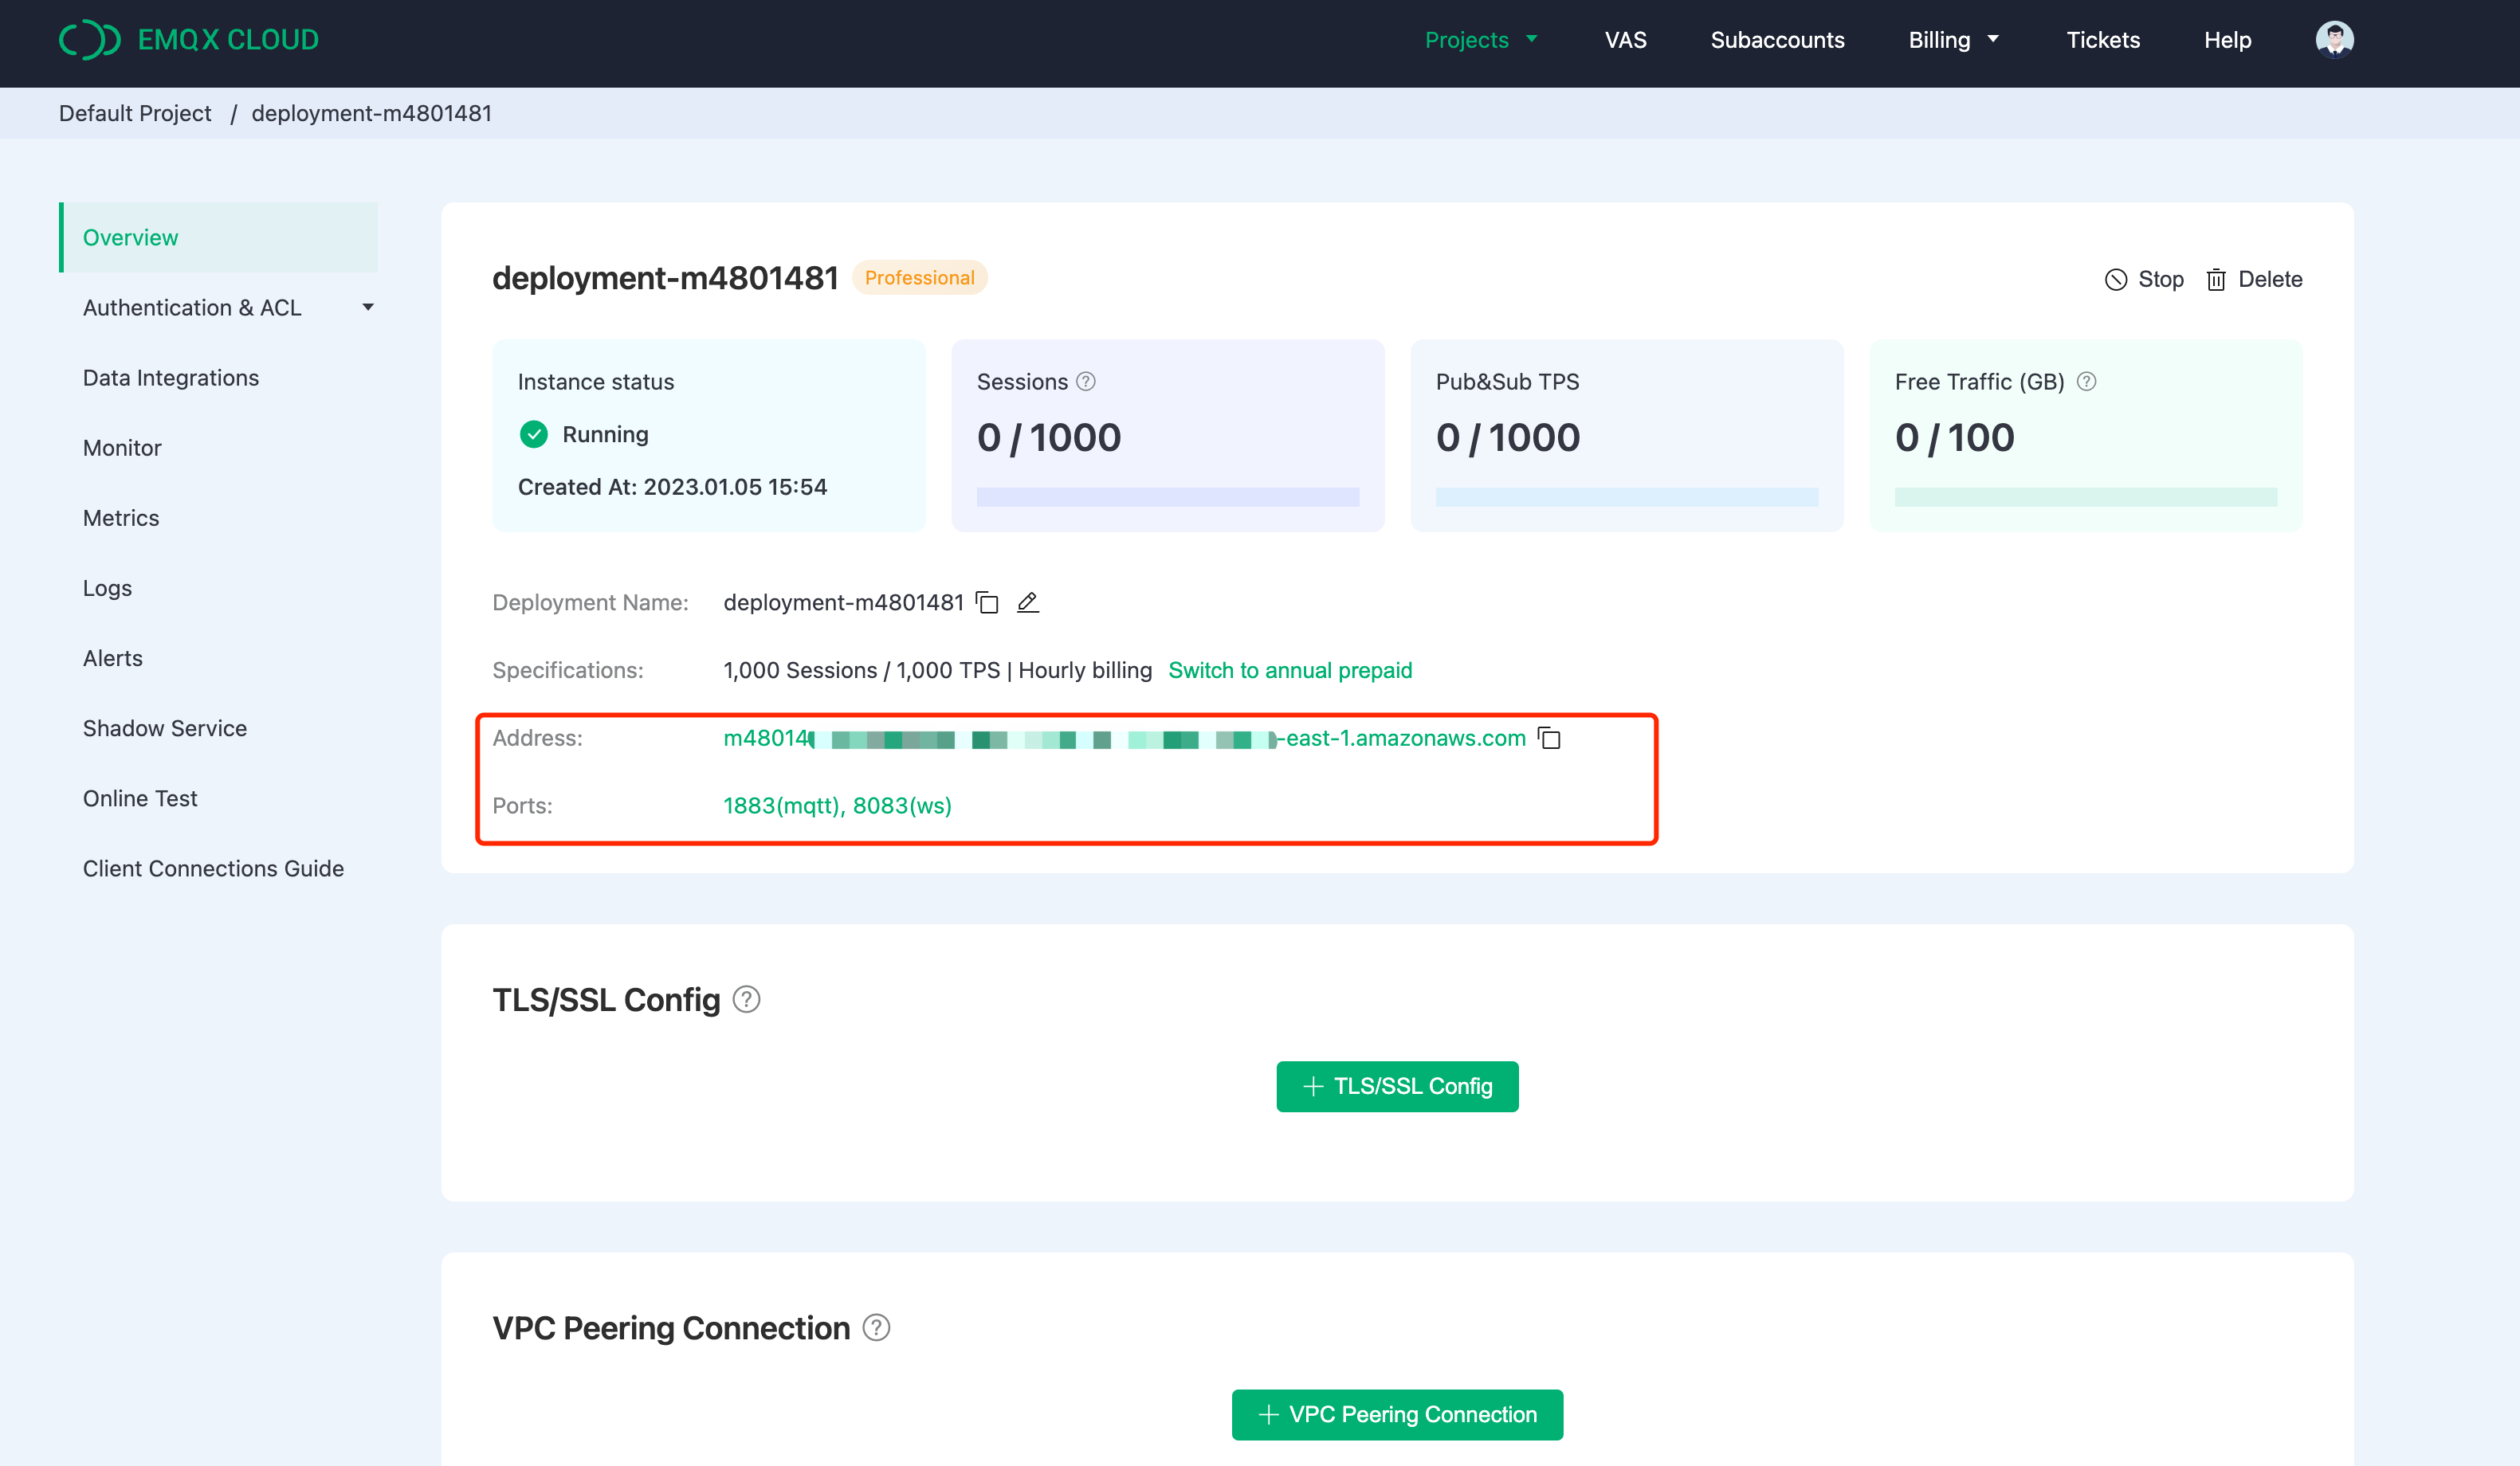 EMQX CLOUD
Projects VAS Subaccounts Billing Tickets Help
Default Project / deployment-m4801481
Overview
Authentication & ACL
Data Integrations
Monitor
Metrics
Logs
Alerts
Shadow Service
Online Test
Client Connections Guide
deployment-m4801481 Professional
Stop Delete
Instance status
Running
Created At: 2023.01.05 15:54
Sessions ?
0 / 1000
Pub&Sub TPS
0 / 1000
Free Traffic (GB) ?
0 / 100
Deployment Name: deployment-m4801481
Specifications: 1,000 Sessions / 1,000 TPS | Hourly billing Switch to annual prepaid
Address: m48014 -east-1.amazonaws.com
Ports: 1883(mqtt), 8083(ws)
TLS/SSL Config ?
+ TLS/SSL Config
VPC Peering Connection ?
+ VPC Peering Connection